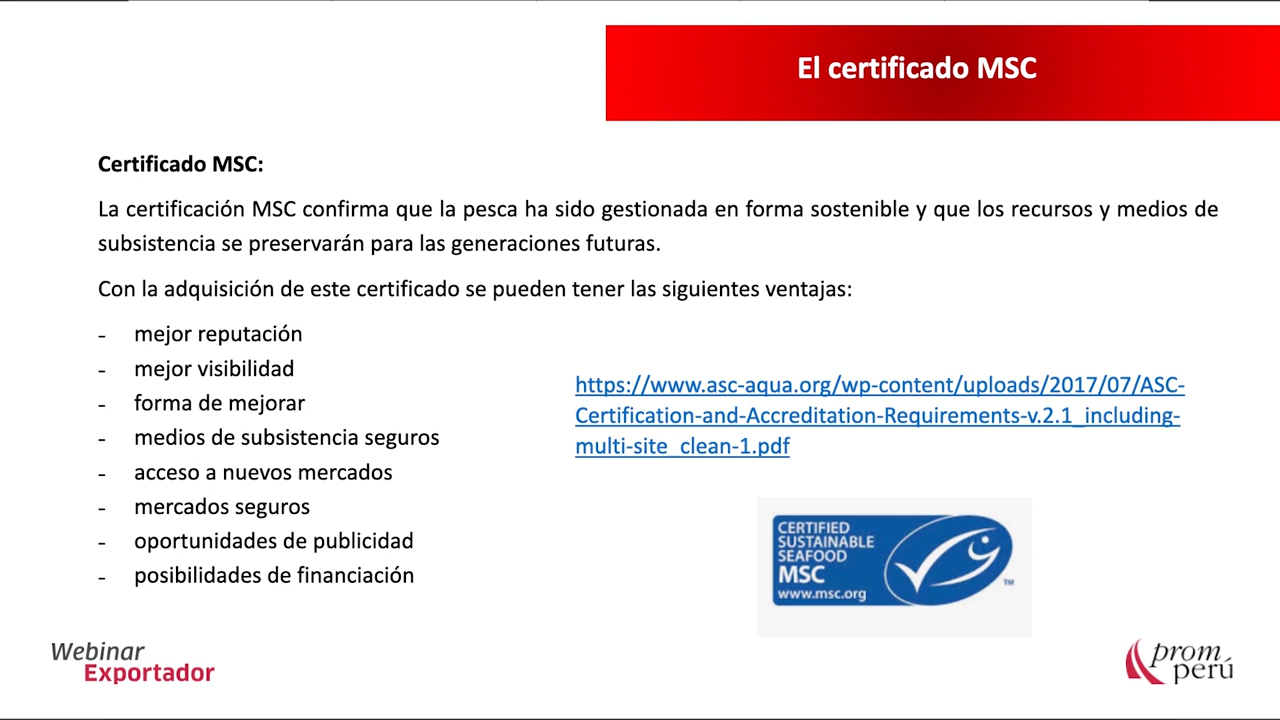 El certificado MSC
Certificado MSC:
La certificación MSC confirma que la pesca ha sido gestionada en forma sostenible y que los recursos y medios de
subsistencia se preservarán para las generaciones futuras.
Con la adquisición de este certificado se pueden tener las siguientes ventajas:
- mejor reputación
- mejor visibilidad
- forma de mejorar
- medios de subsistencia seguros
- acceso a nuevos mercados
- mercados seguros
- oportunidades de publicidad
- posibilidades de financiación
https://www.asc-aqua.org/wp-content/uploads/2017/07/ASC-
Certification-and-Accreditation-Requirements-v.2.1_including-
multi-site_clean-1.pdf
CERTIFIED
SUSTAINABLE
SEAFOOD
MSC
www.msc.org
TM
Webinar
Exportador
prom
perú